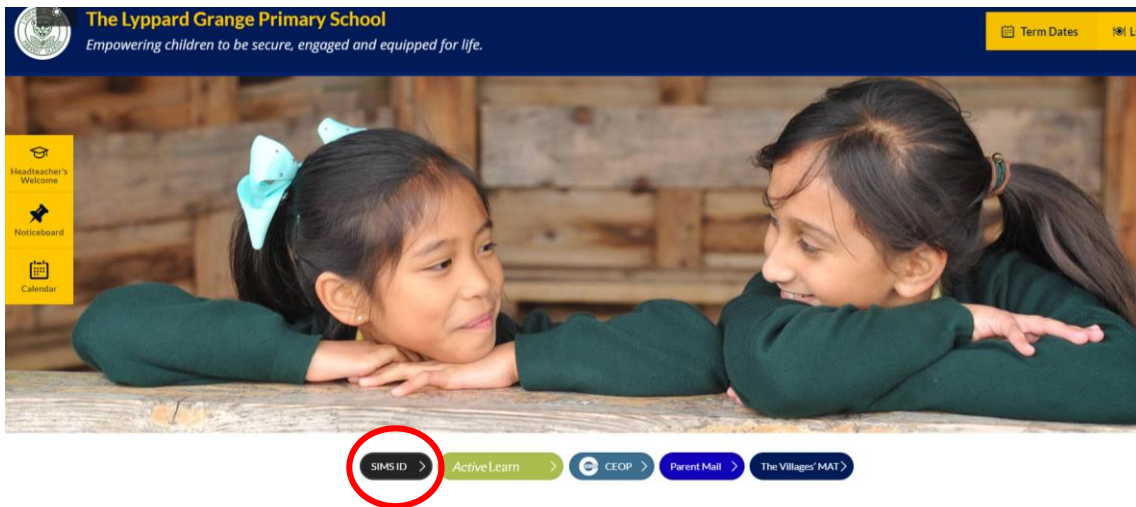 The Lyppard Grange Primary School
Empowering children to be secure, engaged and equipped for life.
Term Dates
Headteacher's
Welcome
Noticeboard
Calendar
SIMS ID
ActiveLearn
CEOP
Parent Mail
The Villages' MAT